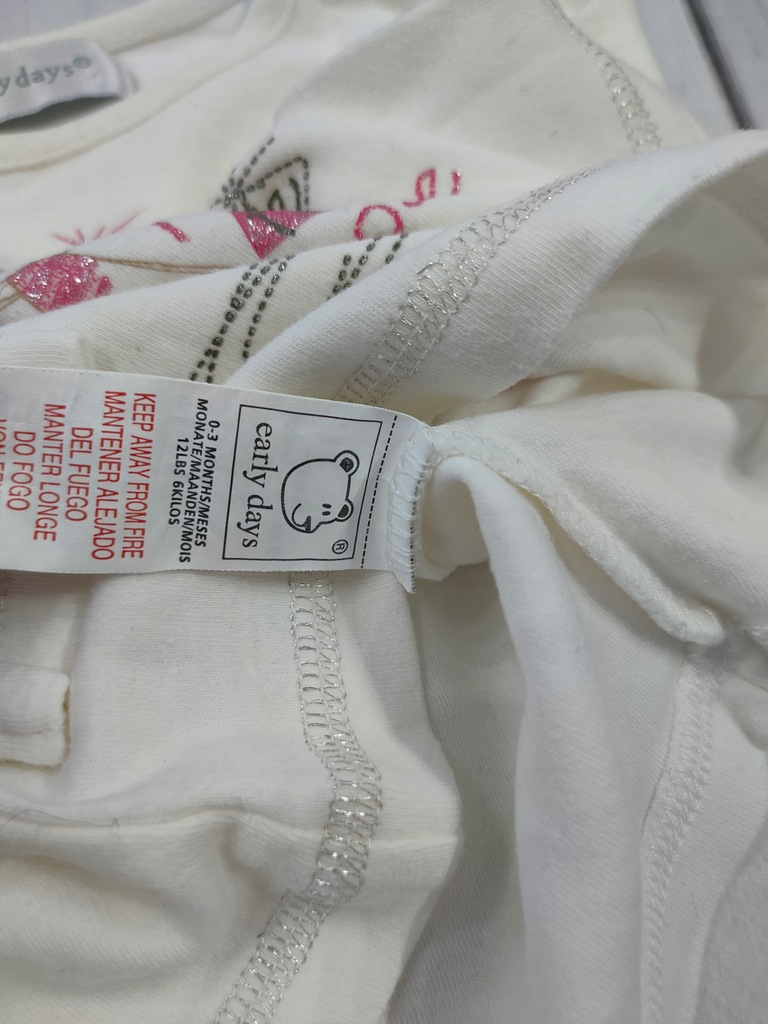 days®
early days
®
0-3 MONTHS/MESES
MONATE/MAANDEN/MOIS
12LBS 6KILOS
KEEP AWAY FROM FIRE
MANTENER ALEJADO
DEL FUEGO
MANTER LONGE
DO FOGO